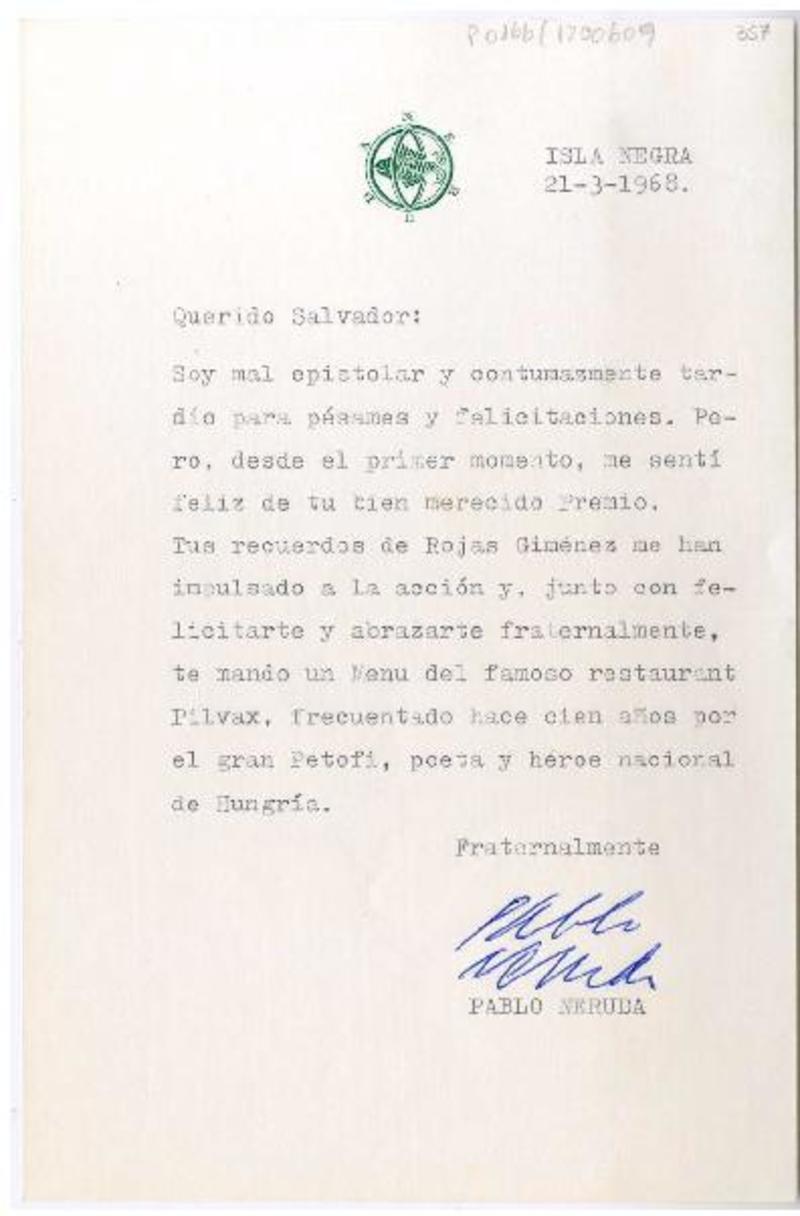 357
ISLA NEGRA
21-3-1968.
Querido Salvador:
Soy mal epistolar y contumazmente tar-
dío para pésames y felicitaciones. Pe-
ro, desde el primer momento, me sentí
feliz de tu bien merecido Premio.
Tus recuerdos de Rojas Giménez me han
impulsado a la acción y, junto con fe-
licitarte y abrazarte fraternalmente,
te mando un Menu del famoso restaurant
Pilvax, frecuentado hace cien años por
el gran Petofi, poeta y héroe nacional
de Hungría.
Fraternalmente
Pablo
Neruda
PABLO NERUDA